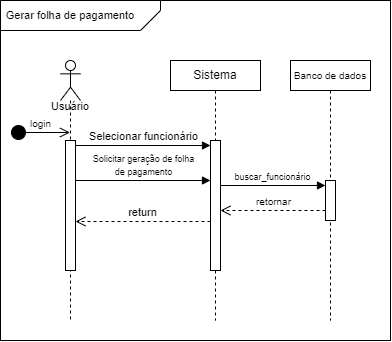 Gerar folha de pagamento
Sistema
Banco de dados
Usuário
login
Selecionar funcionário
Solicitar geração de folha
de pagamento
buscar_funcionário
retornar
return